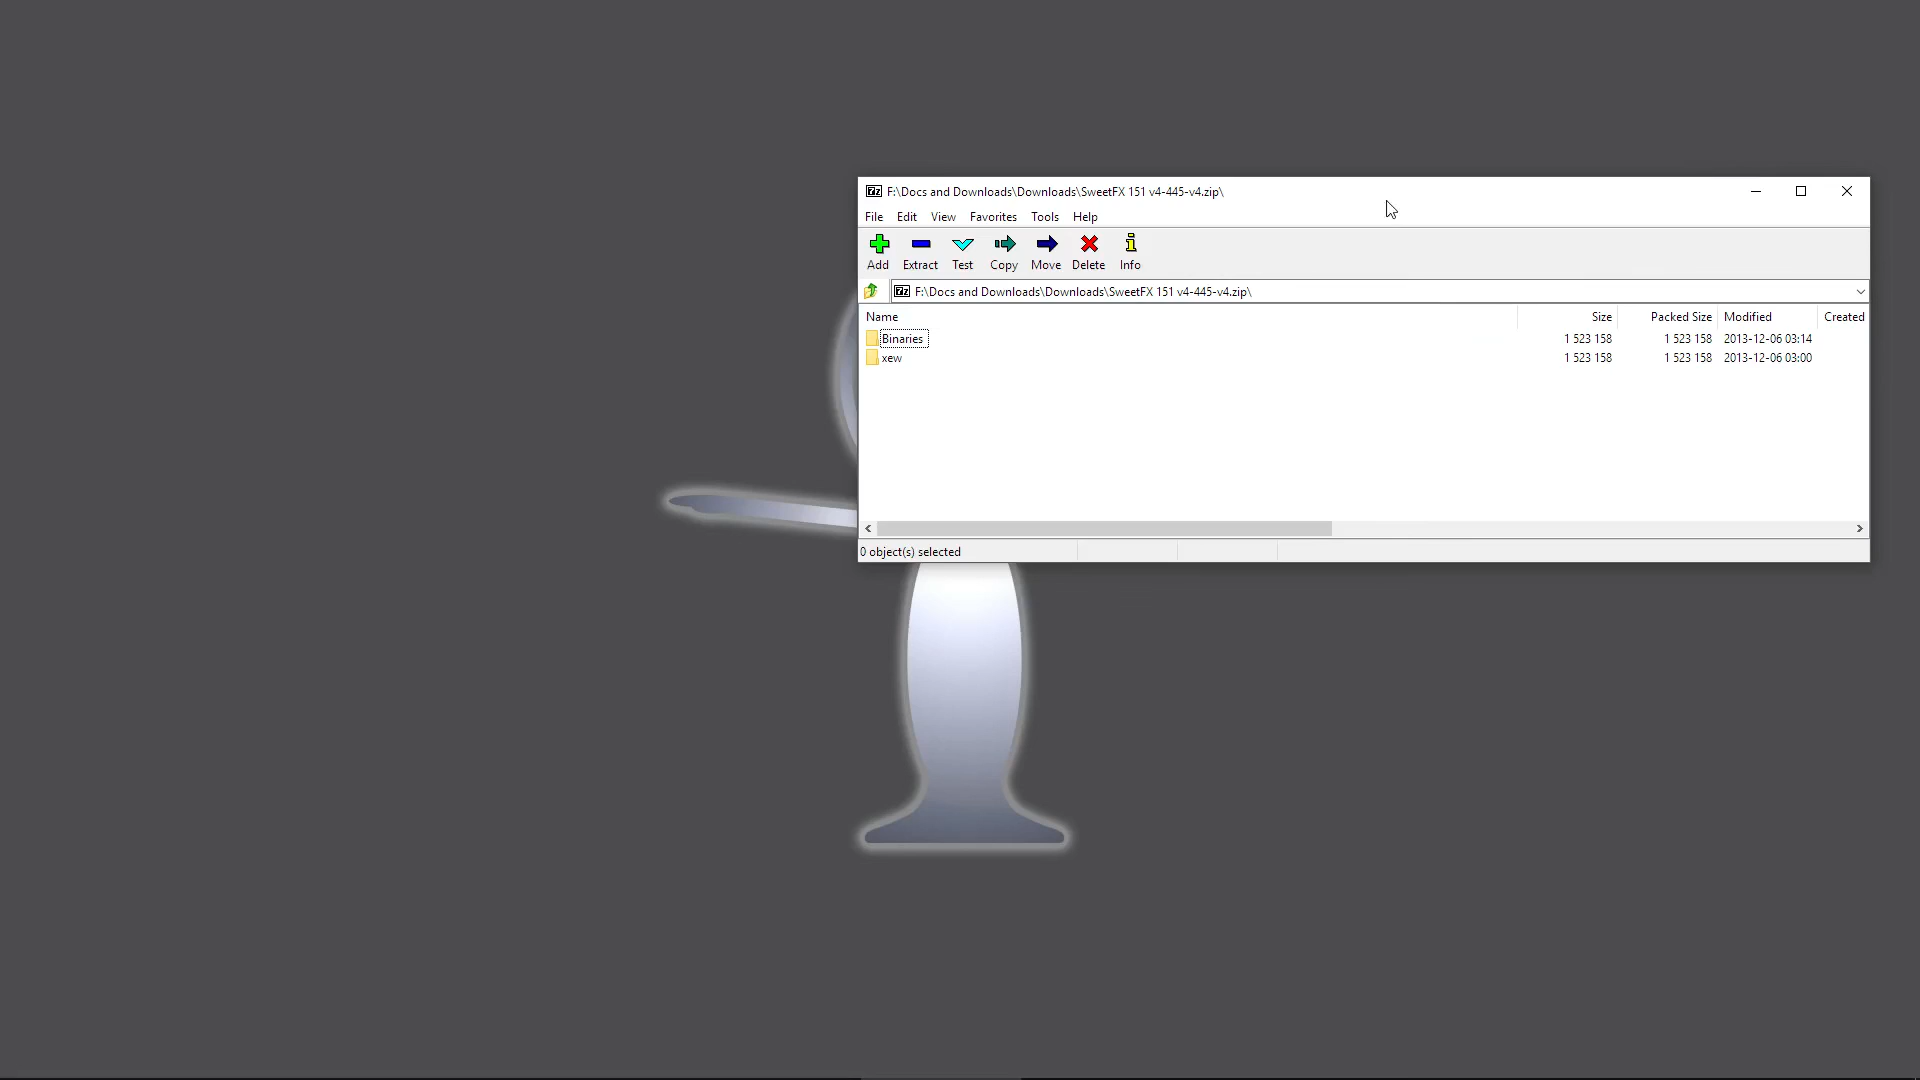 7z F:\Docs and Downloads\Downloads\SweetFX 151 v4-445-v4.zip\
File Edit View Favorites Tools Help
Add Extract Test Copy Move Delete Info
7z F:\Docs and Downloads\Downloads\SweetFX 151 v4-445-v4.zip\
Name Size Packed Size Modified Created
Binaries 1 523 158 1 523 158 2013-12-06 03:14
xew 1 523 158 1 523 158 2013-12-06 03:00
0 object(s) selected